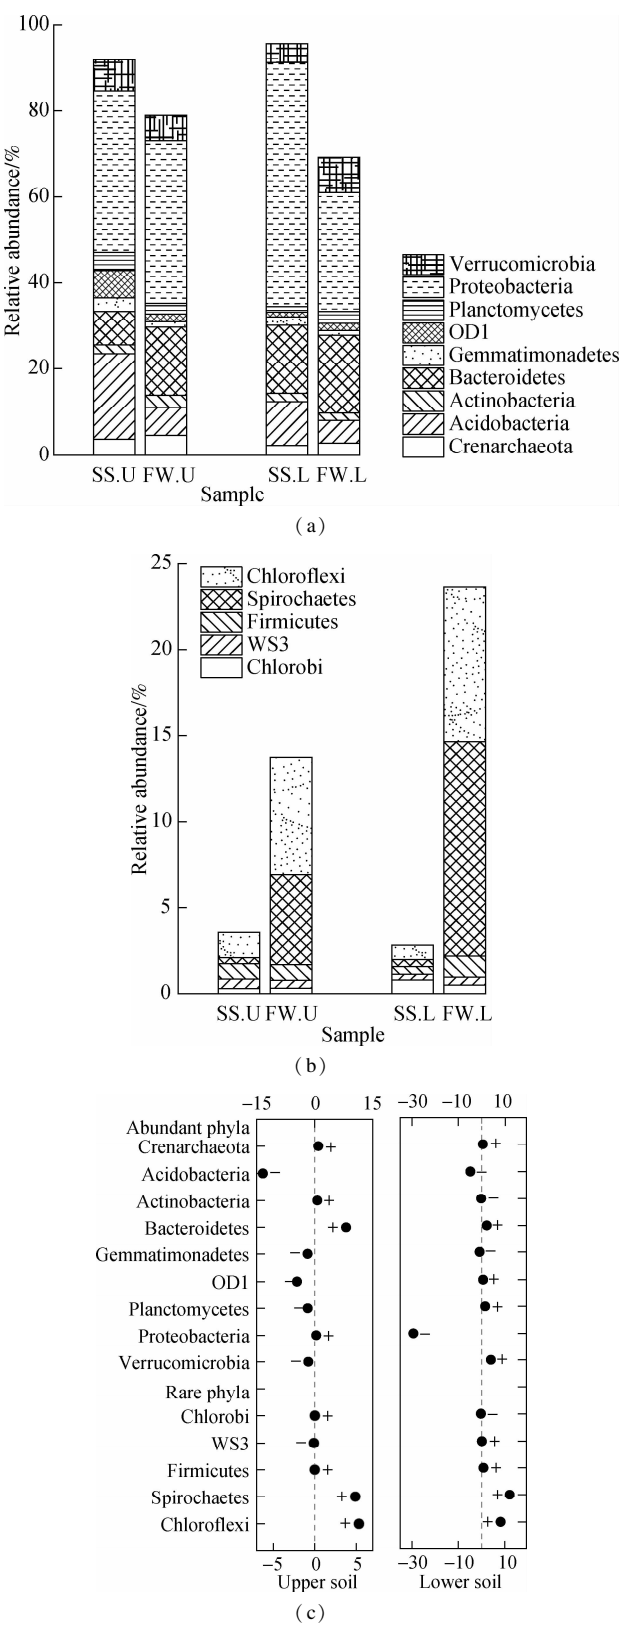 100
80
60
40
20
0
Relative abundance/%
Verrucomicrobia
Proteobacteria
Planctomycetes
OD1
Gemmatimonadetes
Bacteroidetes
Actinobacteria
Acidobacteria
Crenarchaeota
SS.U FW.U SS.L FW.L
Samplc
(a)
25
20
15
10
5
0
Relative abundance/%
Chloroflexi
Spirochaetes
Firmicutes
WS3
Chlorobi
SS.U FW.U SS.L FW.L
Sample
(b)
−15 0 15 −30 −10 10
Abundant phyla
Crenarchaeota + +
Acidobacteria − −
Actinobacteria + −
Bacteroidetes + +
Gemmatimonadetes − −
OD1 − +
Planctomycetes − +
Proteobacteria + −
Verrucomicrobia − +
Rare phyla
Chlorobi + −
WS3 − +
Firmicutes + +
Spirochaetes + +
Chloroflexi + +
−5 0 5 −30 −10 10
Upper soil Lower soil
(c)